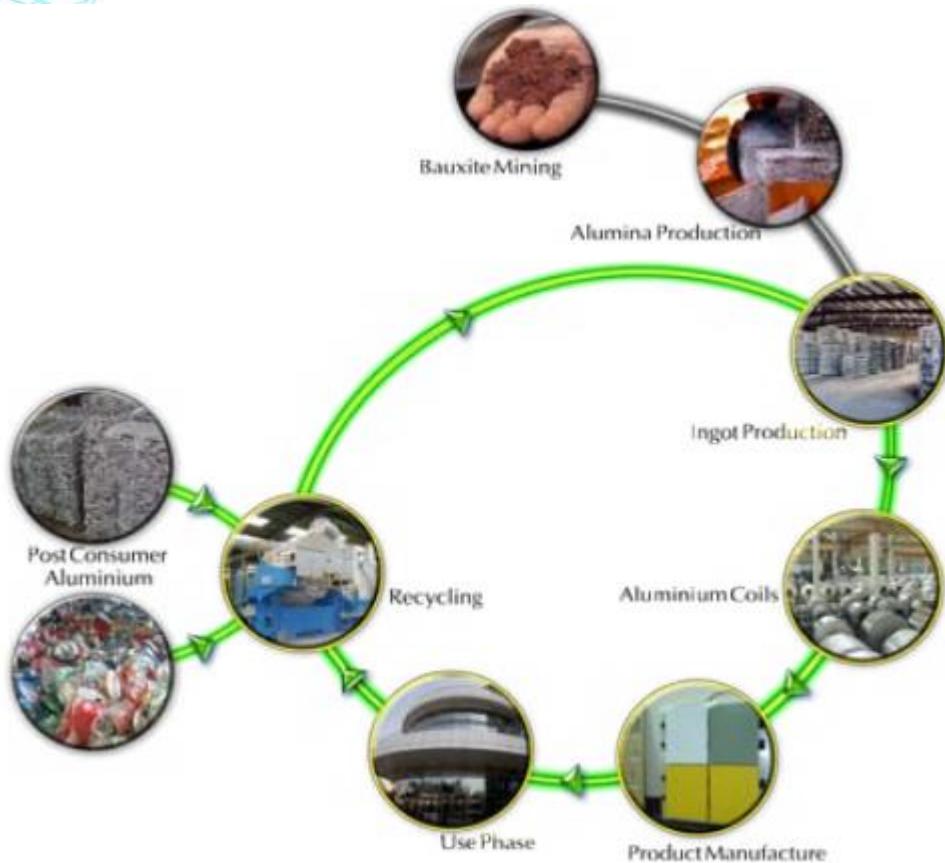 Bauxite Mining
Alumina Production
Ingot Production
Post Consumer
Aluminium
Recycling
Aluminium Coils
Use Phase
Product Manufacture